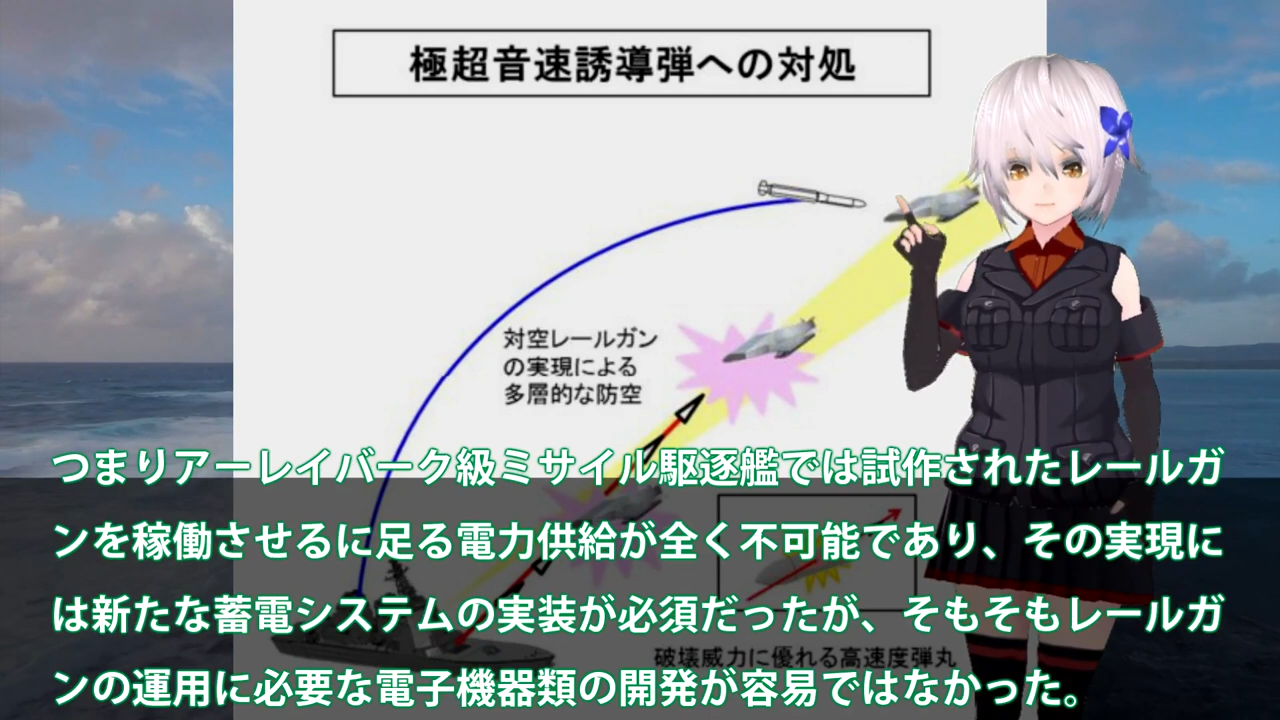 極超音速誘導弾への対処
対空レールガン
の実現による
多層的な防空
つまりアーレイバーク級ミサイル駆逐艦では試作されたレールガ
ンを稼働させるに足る電力供給が全く不可能であり、その実現に
は新たな蓄電システムの実装が必須だったが、そもそもレールガ
破壊威力に優れる高速度弾丸
ンの運用に必要な電子機器類の開発が容易ではなかった。